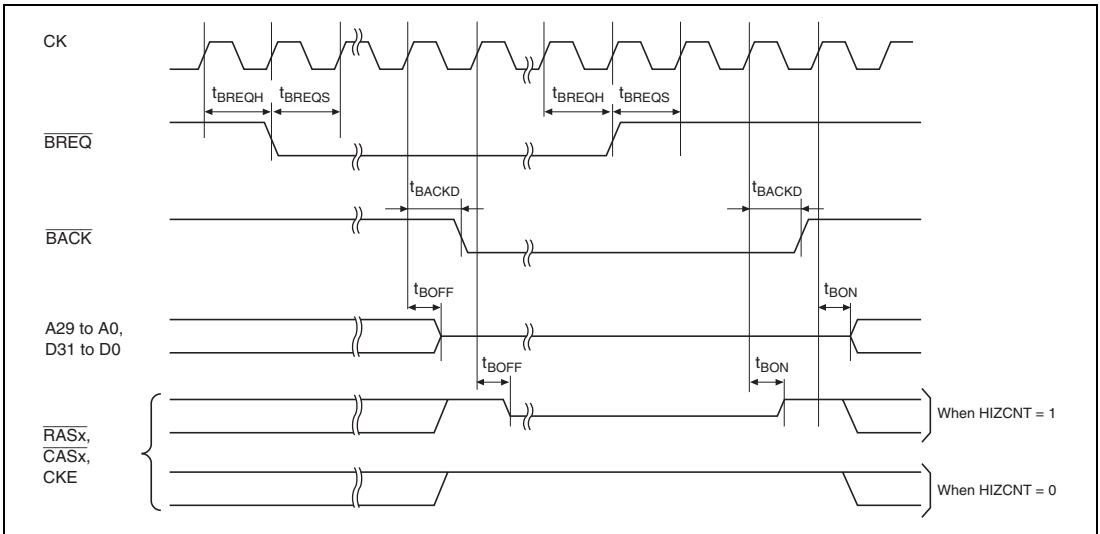 CK
tBREQH tBREQS tBREQH tBREQS
BREQ
tBACKD tBACKD
BACK
tBOFF tBON
A29 to A0,
D31 to D0
tBOFF tBON
RASx,
CASx,
CKE
When HIZCNT = 1
When HIZCNT = 0